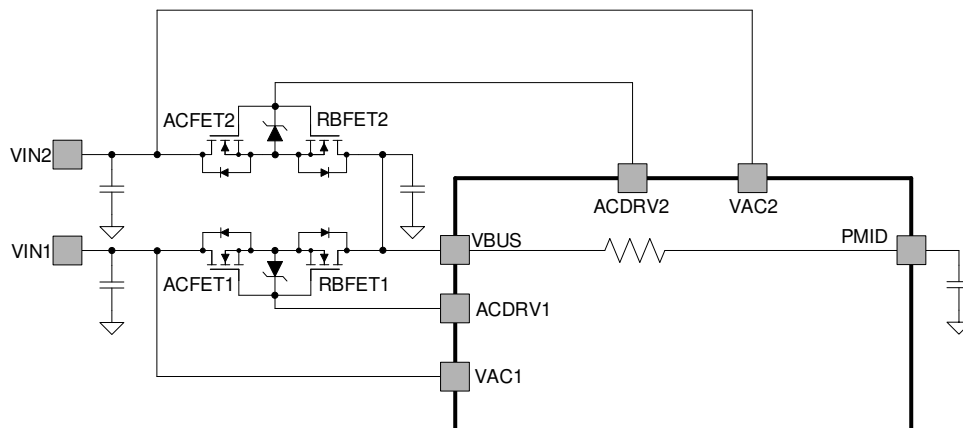 ACFET2
RBFET2
VIN2
ACDRV2
VAC2
VIN1
VBUS
PMID
ACFET1
RBFET1
ACDRV1
VAC1